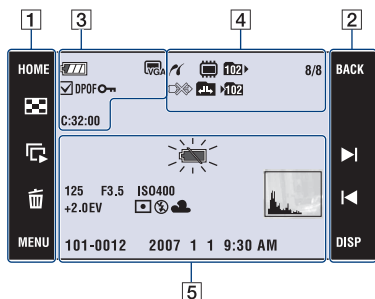 1 3 4 2
HOME VGA 102 8/8 BACK
DPOF 102
C:32:00
125 F3.5 ISO400
+2.0EV
MENU 101-0012 2007 1 1 9:30 AM DISP
5